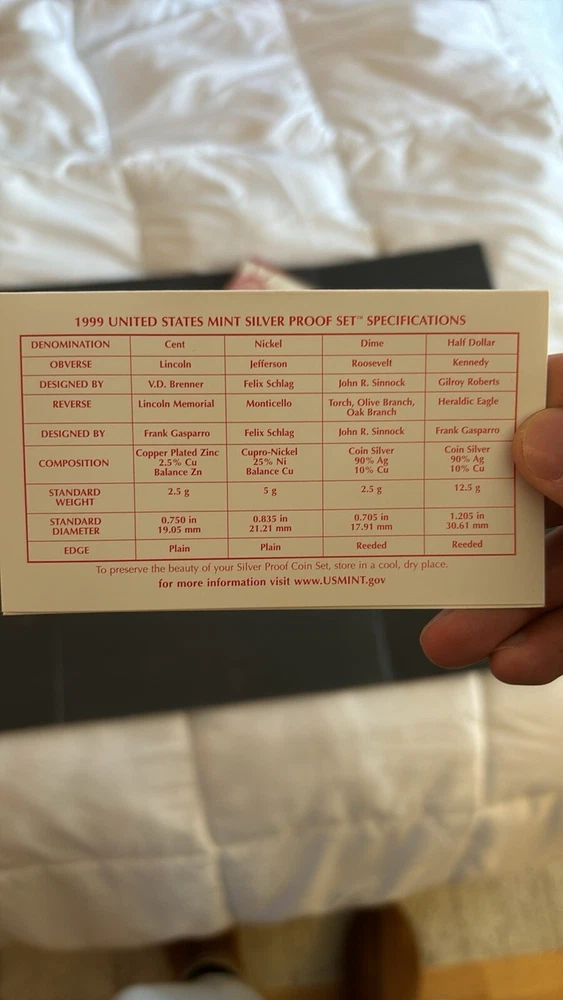 1999 UNITED STATES MINT SILVER PROOF SET™ SPECIFICATIONS
DENOMINATION Cent Nickel Dime Half Dollar
OBVERSE Lincoln Jefferson Roosevelt Kennedy
DESIGNED BY V.D. Brenner Felix Schlag John R. Sinnock Gilroy Roberts
REVERSE Lincoln Memorial Monticello Torch, Olive Branch, Heraldic Eagle
Oak Branch
DESIGNED BY Frank Gasparro Felix Schlag John R. Sinnock Frank Gasparro
Copper Plated Zinc Cupro-Nickel Coin Silver Coin Silver
COMPOSITION 2.5% Cu 25% Ni 90% Ag 90% Ag
Balance Zn Balance Cu 10% Cu 10% Cu
STANDARD 2.5 g 5 g 2.5 g 12.5 g
WEIGHT
STANDARD 0.750 in 0.835 in 0.705 in 1.205 in
DIAMETER 19.05 mm 21.21 mm 17.91 mm 30.61 mm
EDGE Plain Plain Reeded Reeded
To preserve the beauty of your Silver Proof Coin Set, store in a cool, dry place.
for more information visit www.USMINT.gov